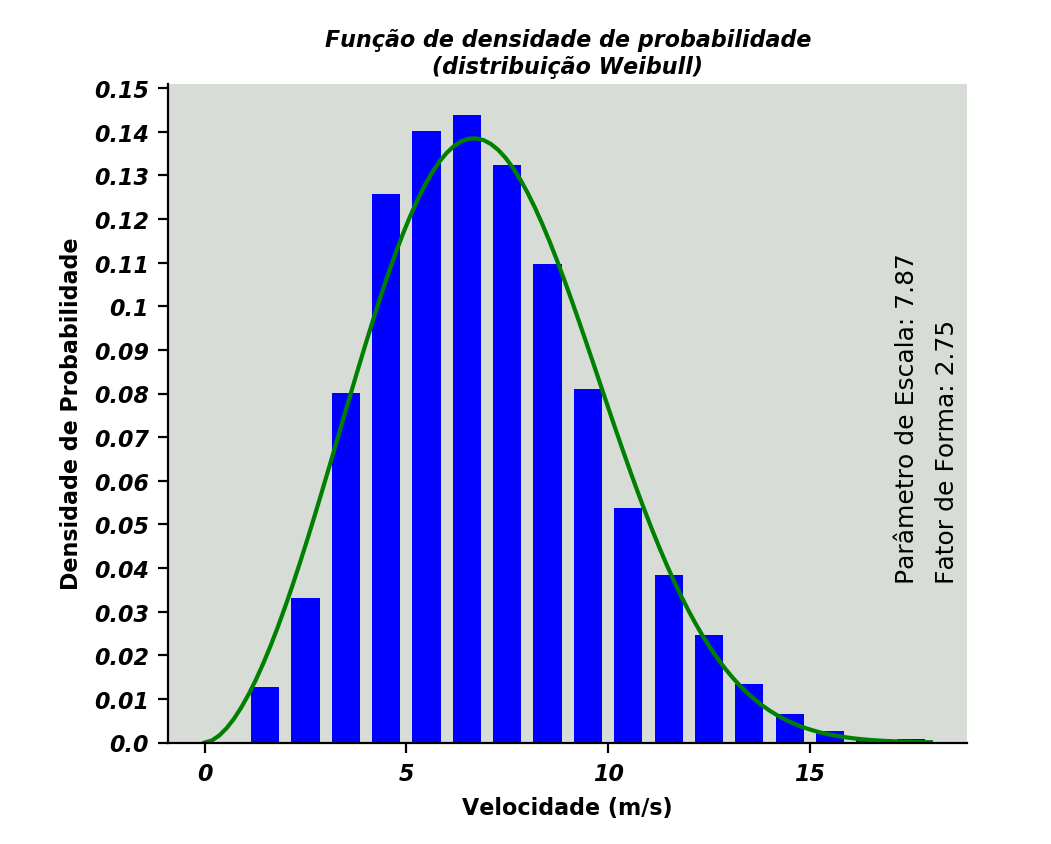 Função de densidade de probabilidade
(distribuição Weibull)
0.15
0.14
0.13
0.12
0.11
0.1
0.09
0.08
0.07
0.06
0.05
0.04
0.03
0.02
0.01
0.0
Densidade de Probabilidade
Parâmetro de Escala: 7.87
Fator de Forma: 2.75
0 5 10 15
Velocidade (m/s)